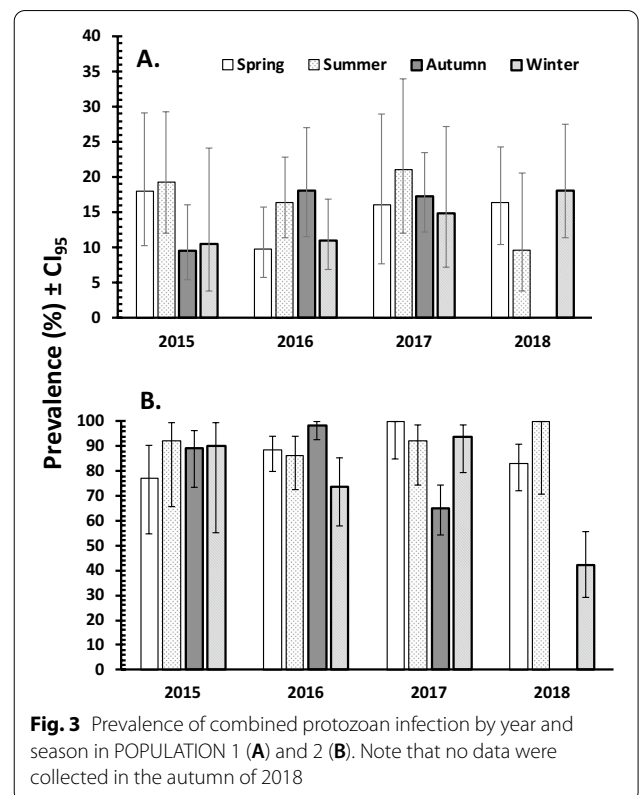 A.
Spring Summer Autumn Winter
40
35
30
25
20
15
10
5
0
2015 2016 2017 2018
Prevalence (%) ± CI95
B.
100
90
80
70
60
50
40
30
20
10
0
2015 2016 2017 2018
Fig. 3 Prevalence of combined protozoan infection by year and
season in POPULATION 1 (A) and 2 (B). Note that no data were
collected in the autumn of 2018